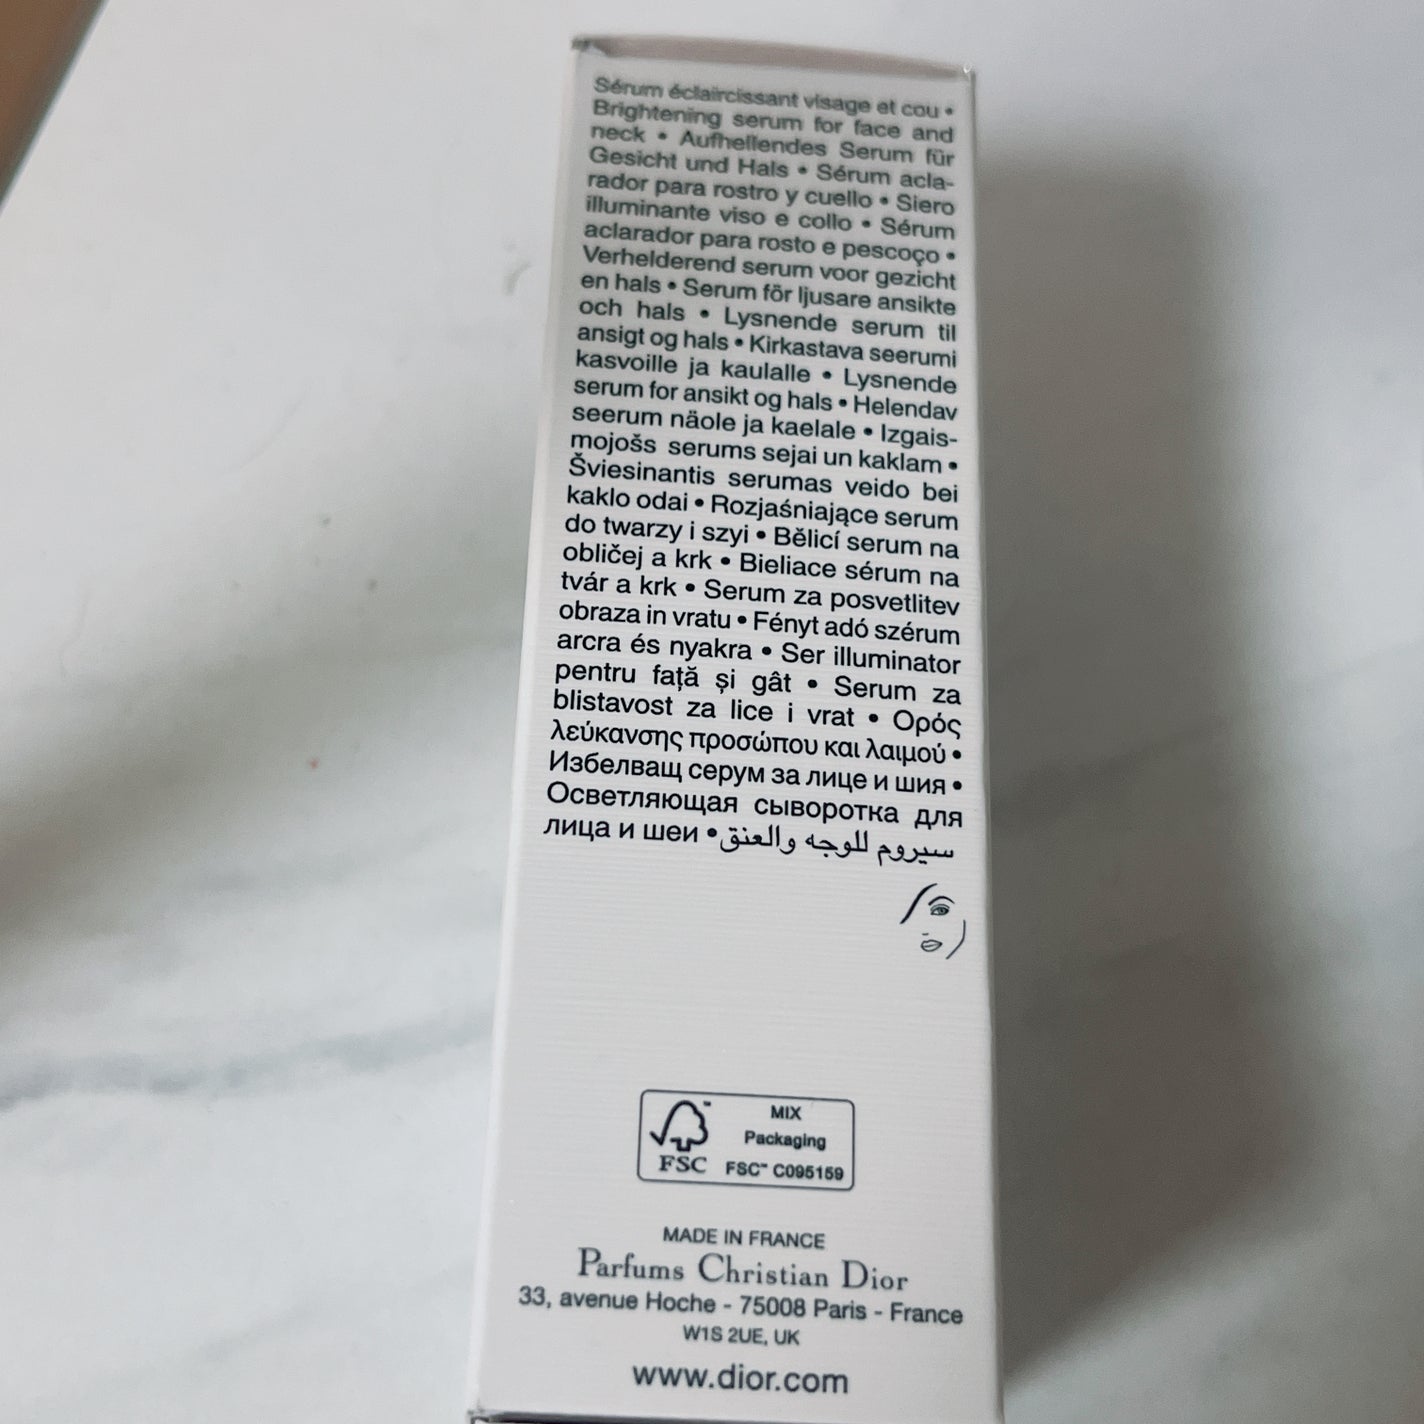 Sérum éclaircissant visage et cou •
Brightening serum for face and
neck • Aufhellendes Serum für
Gesicht und Hals • Sérum acla-
rador para rostro y cuello • Siero
illuminante viso e collo • Sérum
aclarador para rosto e pescoço •
Verhelderend serum voor gezicht
en hals • Serum för ljusare ansikte
och hals • Lysnende serum til
ansigt og hals • Kirkastava seerumi
kasvoille ja kaulalle • Lysnende
serum for ansikt og hals • Helendav
seerum näole ja kaelale • Izgais-
mojošs serums sejai un kaklam •
Šviesinantis serumas veido bei
kaklo odai • Rozjaśniające serum
do twarzy i szyi • Bělicí serum na
obličej a krk • Bieliace sérum na
tvár a krk • Serum za posvetlitev
obraza in vratu • Fényt adó szérum
arcra és nyakra • Ser illuminator
pentru față și gât • Serum za
blistavost za lice i vrat • Ορός
λεύκανσης προσώπου και λαιμού •
Избелващ серум за лице и шия •
Осветляющая сыворотка для
лица и шеи • سيروم للوجه والعنق
MIX
Packaging
FSC™ C095159
FSC
MADE IN FRANCE
Parfums Christian Dior
33, avenue Hoche - 75008 Paris - France
W1S 2UE, UK
www.dior.com